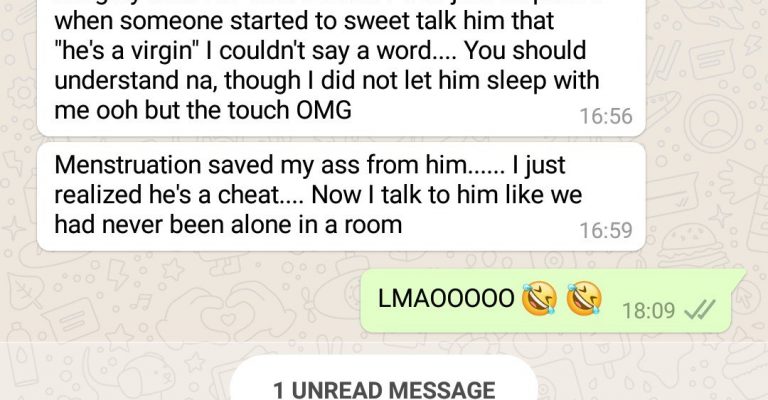 when someone started to sweet talk him that
"he's a virgin" I couldn't say a word.... You should
understand na, though I did not let him sleep with
me ooh but the touch OMG
16:56
Menstruation saved my ass from him...... I just
realized he's a cheat.... Now I talk to him like we
had never been alone in a room
16:59
LMAOOOOO 🤣 🤣 18:09
1 UNREAD MESSAGE